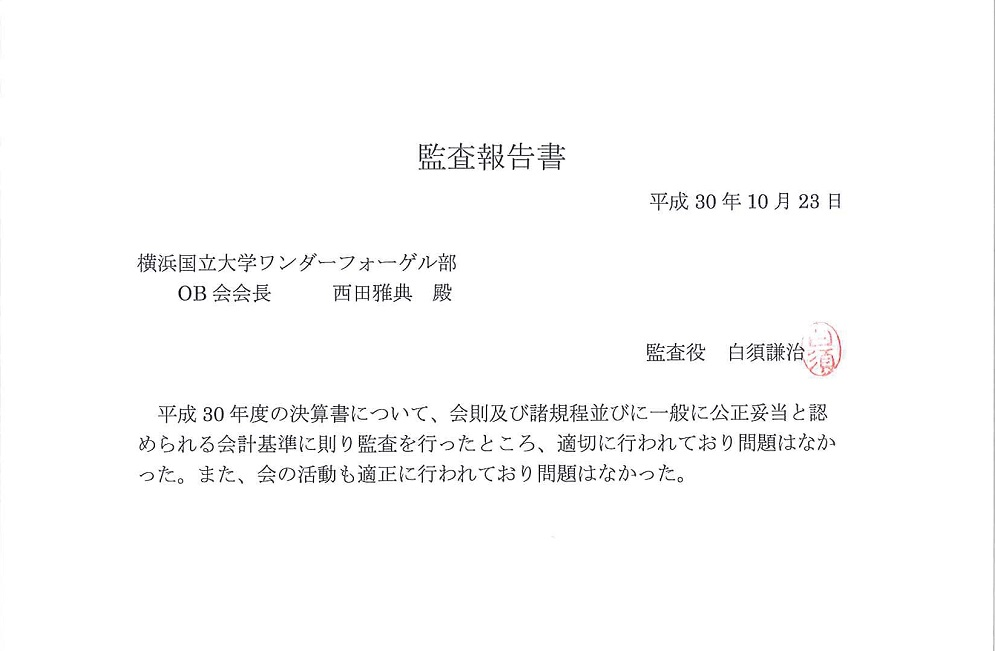 監査報告書
平成 30 年 10 月 23 日
横浜国立大学ワンダーフォーゲル部
OB 会会長　　　西田雅典　殿
監査役　白須謙治
白須
平成 30 年度の決算書について、会則及び諸規程並びに一般に公正妥当と認
められる会計基準に則り監査を行ったところ、適切に行われており問題はなか
った。また、会の活動も適正に行われており問題はなかった。